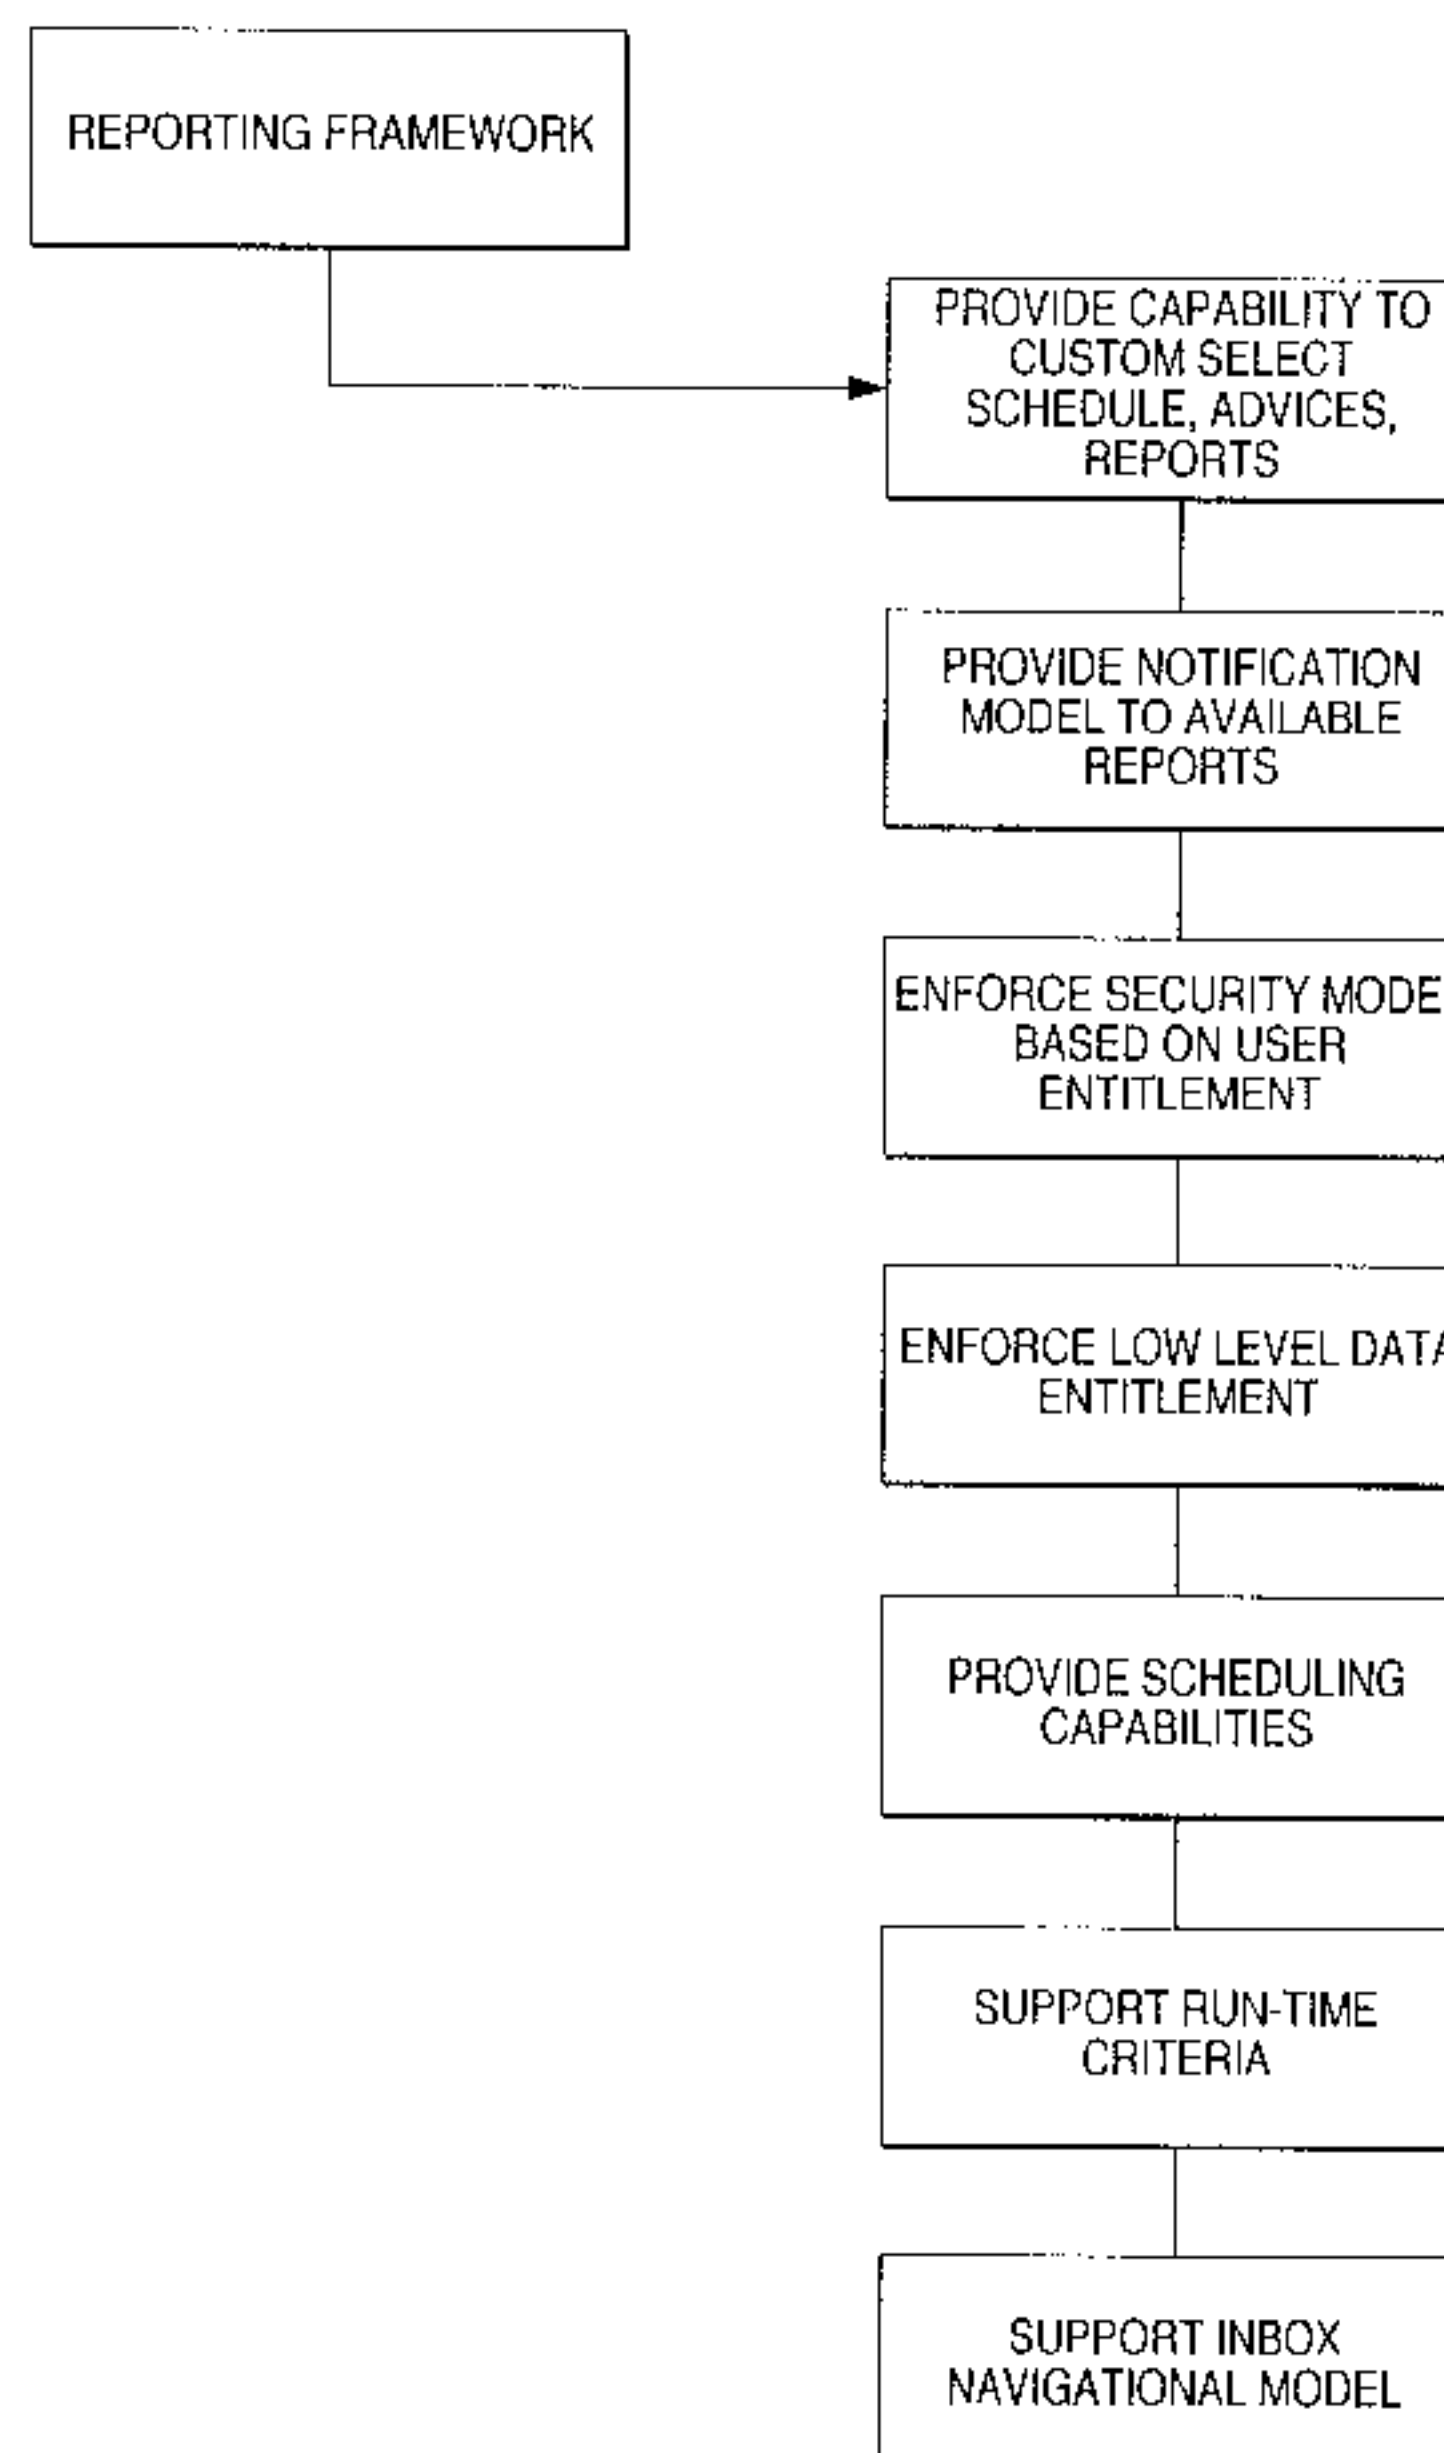 REPORTING FRAMEWORK
PROVIDE CAPABILITY TO
CUSTOM SELECT
SCHEDULE, ADVICES,
REPORTS
PROVIDE NOTIFICATION
MODEL TO AVAILABLE
REPORTS
ENFORCE SECURITY MODE
BASED ON USER
ENTITLEMENT
ENFORCE LOW LEVEL DATA
ENTITLEMENT
PROVIDE SCHEDULING
CAPABILITIES
SUPPORT RUN-TIME
CRITERIA
SUPPORT INBOX
NAVIGATIONAL MODEL